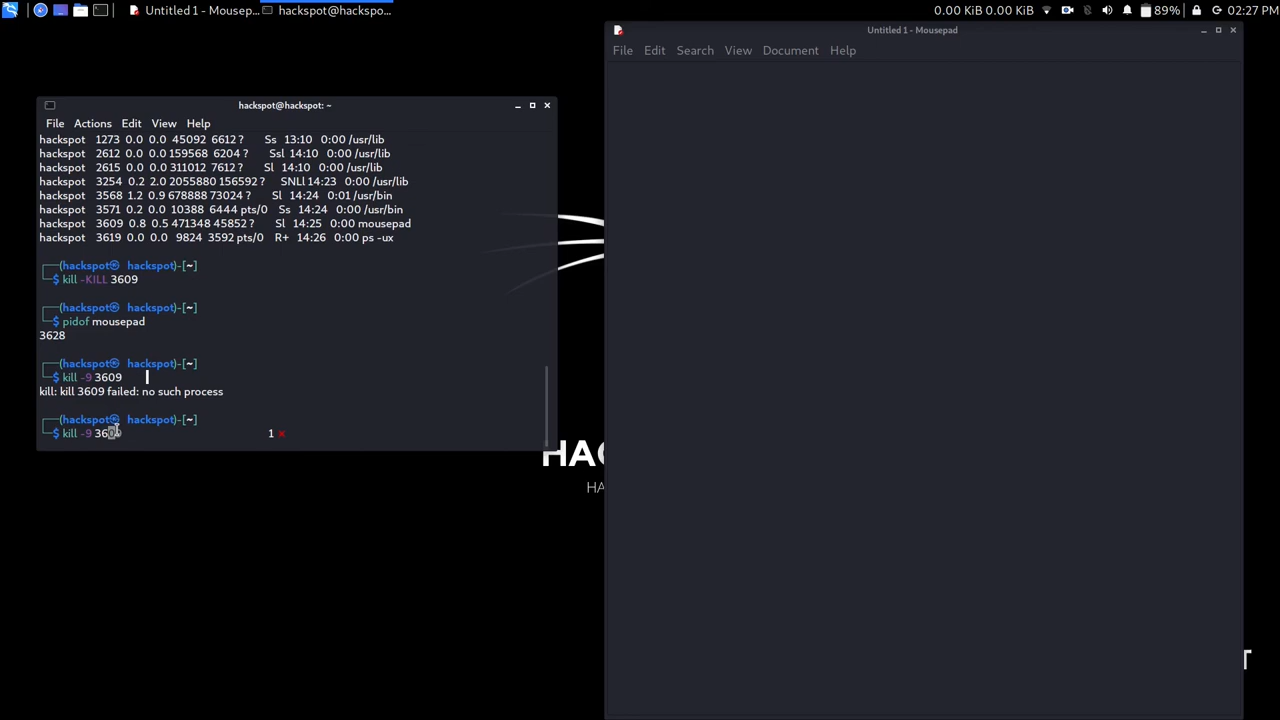 Untitled 1 - Mousep...
hackspot@hackspo...
0.00 KiB 0.00 KiB
89%
02:27 PM
Untitled 1 - Mousepad
File Edit Search View Document Help
hackspot@hackspot: ~
File Actions Edit View Help
hackspot 1273 0.0 0.0 45092 6612 ? Ss 13:10 0:00 /usr/lib
hackspot 2612 0.0 0.0 159568 6204 ? Ssl 14:10 0:00 /usr/lib
hackspot 2615 0.0 0.0 311012 7612 ? Sl 14:10 0:00 /usr/lib
hackspot 3254 0.2 2.0 2055880 156592 ? SNLl 14:23 0:00 /usr/lib
hackspot 3568 1.2 0.9 678888 73024 ? Sl 14:24 0:01 /usr/bin
hackspot 3571 0.2 0.0 10388 6444 pts/0 Ss 14:24 0:00 /usr/bin
hackspot 3609 0.8 0.5 471348 45852 ? Sl 14:25 0:00 mousepad
hackspot 3619 0.0 0.0 9824 3592 pts/0 R+ 14:26 0:00 ps -ux
┌──(hackspot㉿ hackspot)-[~]
└─$ kill -KILL 3609
┌──(hackspot㉿ hackspot)-[~]
└─$ pidof mousepad
3628
┌──(hackspot㉿ hackspot)-[~]
└─$ kill -9 3609
kill: kill 3609 failed: no such process
┌──(hackspot㉿ hackspot)-[~]
└─$ kill -9 1 ×
HAC
HA
T